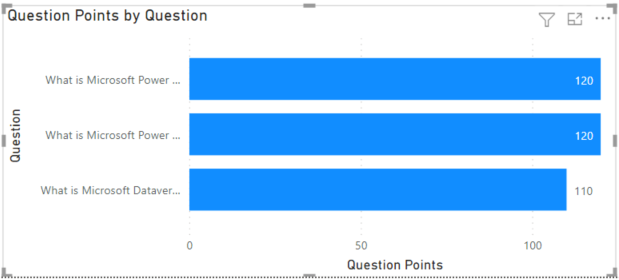 Question Points by Question
What is Microsoft Power ...
120
What is Microsoft Power ...
120
What is Microsoft Dataver...
110
Question
0 50 100
Question Points